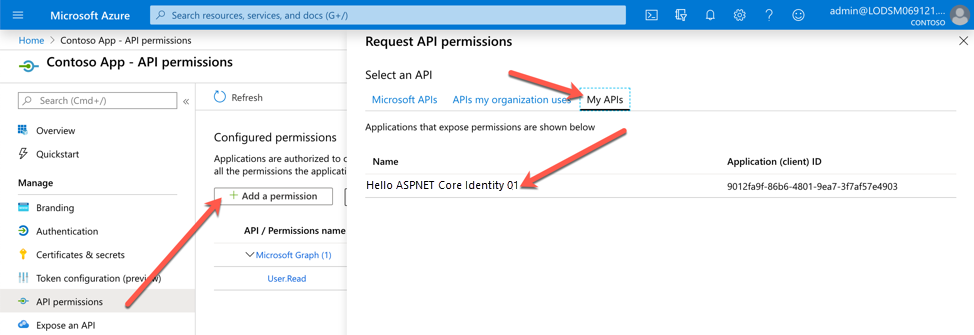 Microsoft Azure
Search resources, services, and docs (G+/)
admin@LODSM069121....
CONTOSO
Home > Contoso App - API permissions
Contoso App - API permissions
Search (Cmd+/)
«
Overview
Quickstart
Manage
Branding
Authentication
Certificates & secrets
Token configuration (preview)
API permissions
Expose an API
Refresh
Configured permissions
Applications are authorized to c
all the permissions the applicatio
+ Add a permission
API / Permissions name
Microsoft Graph (1)
User.Read
Request API permissions
Select an API
Microsoft APIs APIs my organization uses My APIs
Applications that expose permissions are shown below
Name Application (client) ID
Hello ASPNET Core Identity 01 9012fa9f-86b6-4801-9ea7-3f7af57e4903